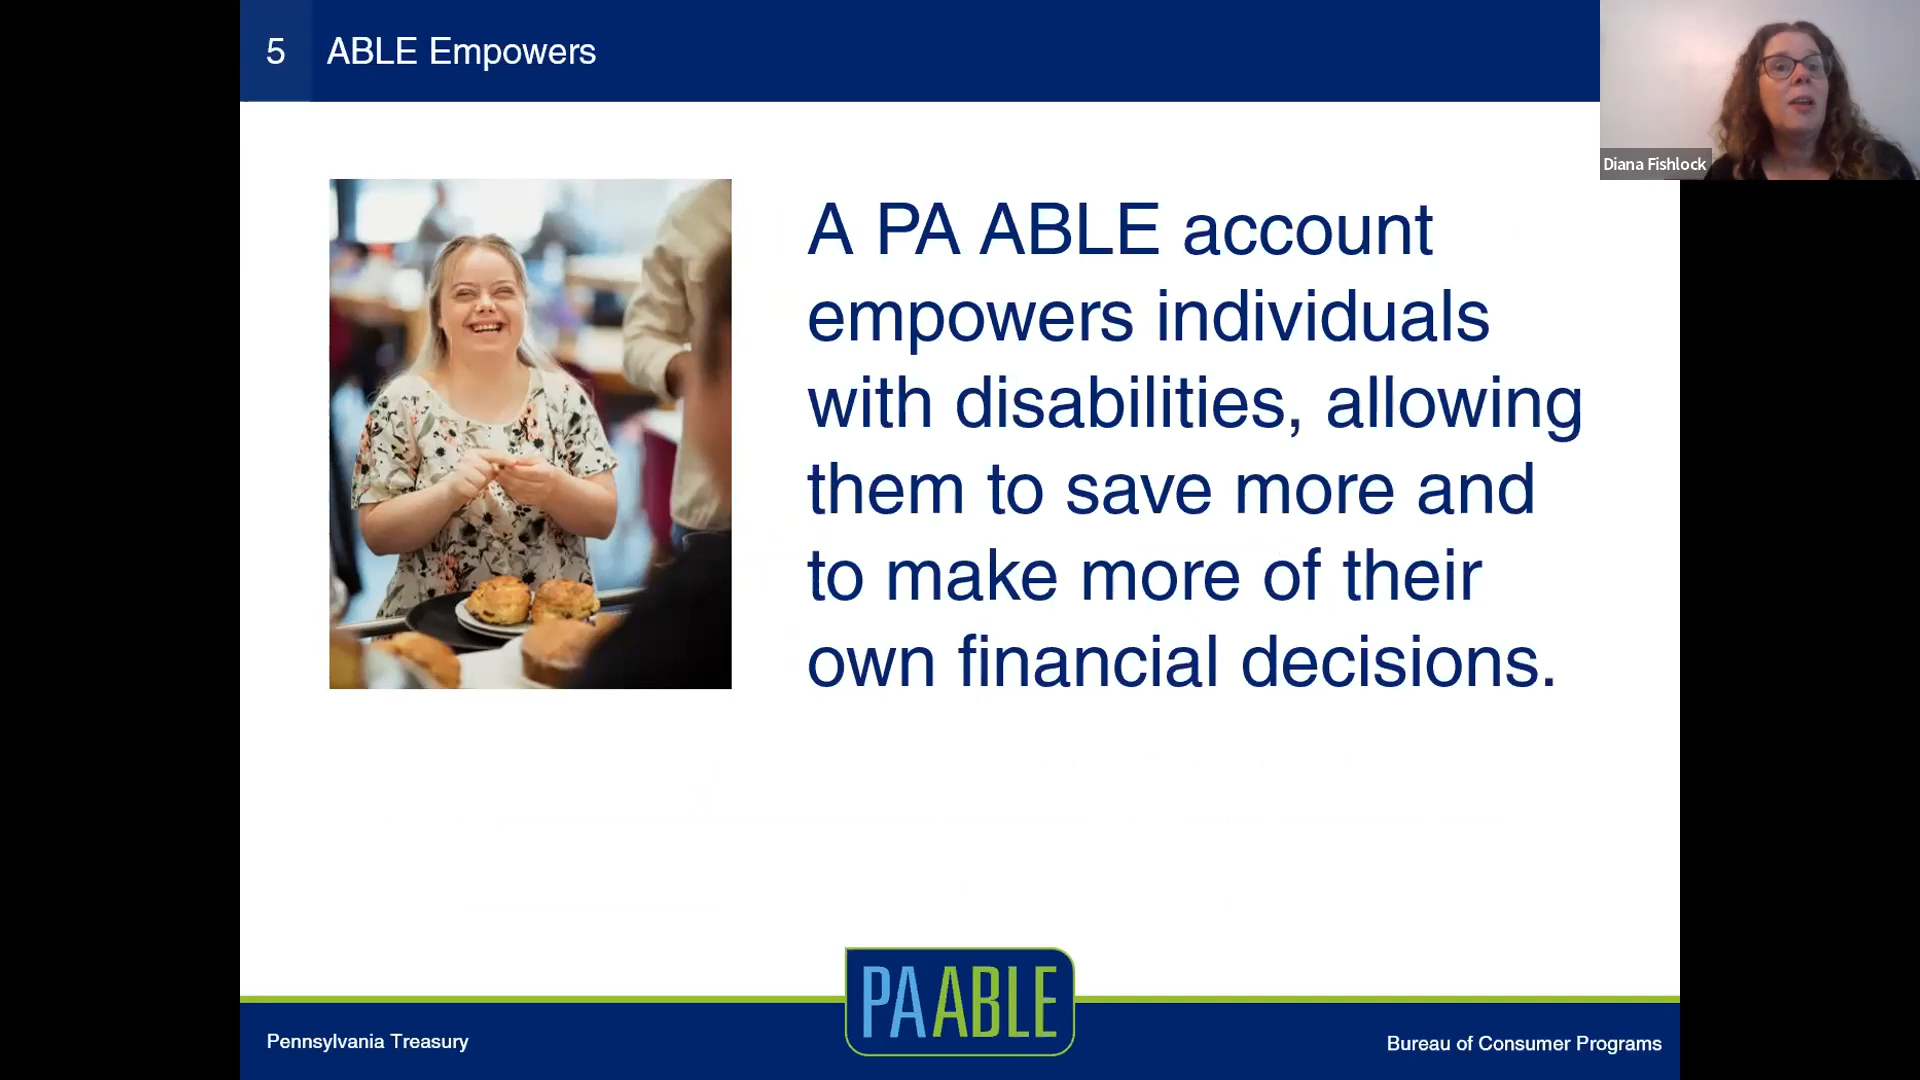 5 ABLE Empowers
Diana Fishlock
A PA ABLE account
empowers individuals
with disabilities, allowing
them to save more and
to make more of their
own financial decisions.
PA ABLE
Pennsylvania Treasury
Bureau of Consumer Programs